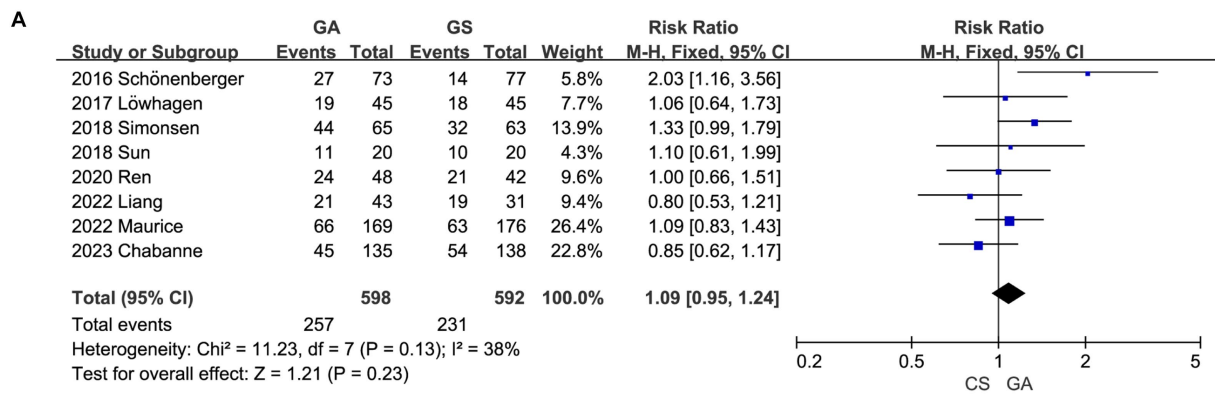 A
GA GS Risk Ratio Risk Ratio
Study or Subgroup Events Total Events Total Weight M-H, Fixed, 95% CI M-H, Fixed, 95% CI
2016 Schönenberger 27 73 14 77 5.8% 2.03 [1.16, 3.56]
2017 Löwhagen 19 45 18 45 7.7% 1.06 [0.64, 1.73]
2018 Simonsen 44 65 32 63 13.9% 1.33 [0.99, 1.79]
2018 Sun 11 20 10 20 4.3% 1.10 [0.61, 1.99]
2020 Ren 24 48 21 42 9.6% 1.00 [0.66, 1.51]
2022 Liang 21 43 19 31 9.4% 0.80 [0.53, 1.21]
2022 Maurice 66 169 63 176 26.4% 1.09 [0.83, 1.43]
2023 Chabanne 45 135 54 138 22.8% 0.85 [0.62, 1.17]
Total (95% CI) 598 592 100.0% 1.09 [0.95, 1.24]
Total events 257 231
Heterogeneity: Chi² = 11.23, df = 7 (P = 0.13); I² = 38%
Test for overall effect: Z = 1.21 (P = 0.23)
0.2 0.5 1 2 5
CS GA